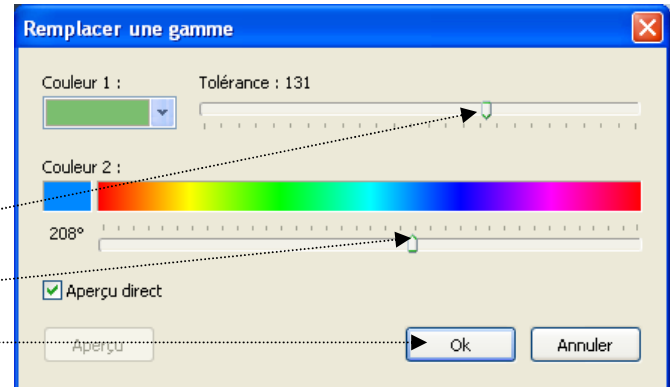 Remplacer une gamme
Couleur 1 : Tolérance : 131
Couleur 2 :
208°
Aperçu direct
Aperçu Ok Annuler